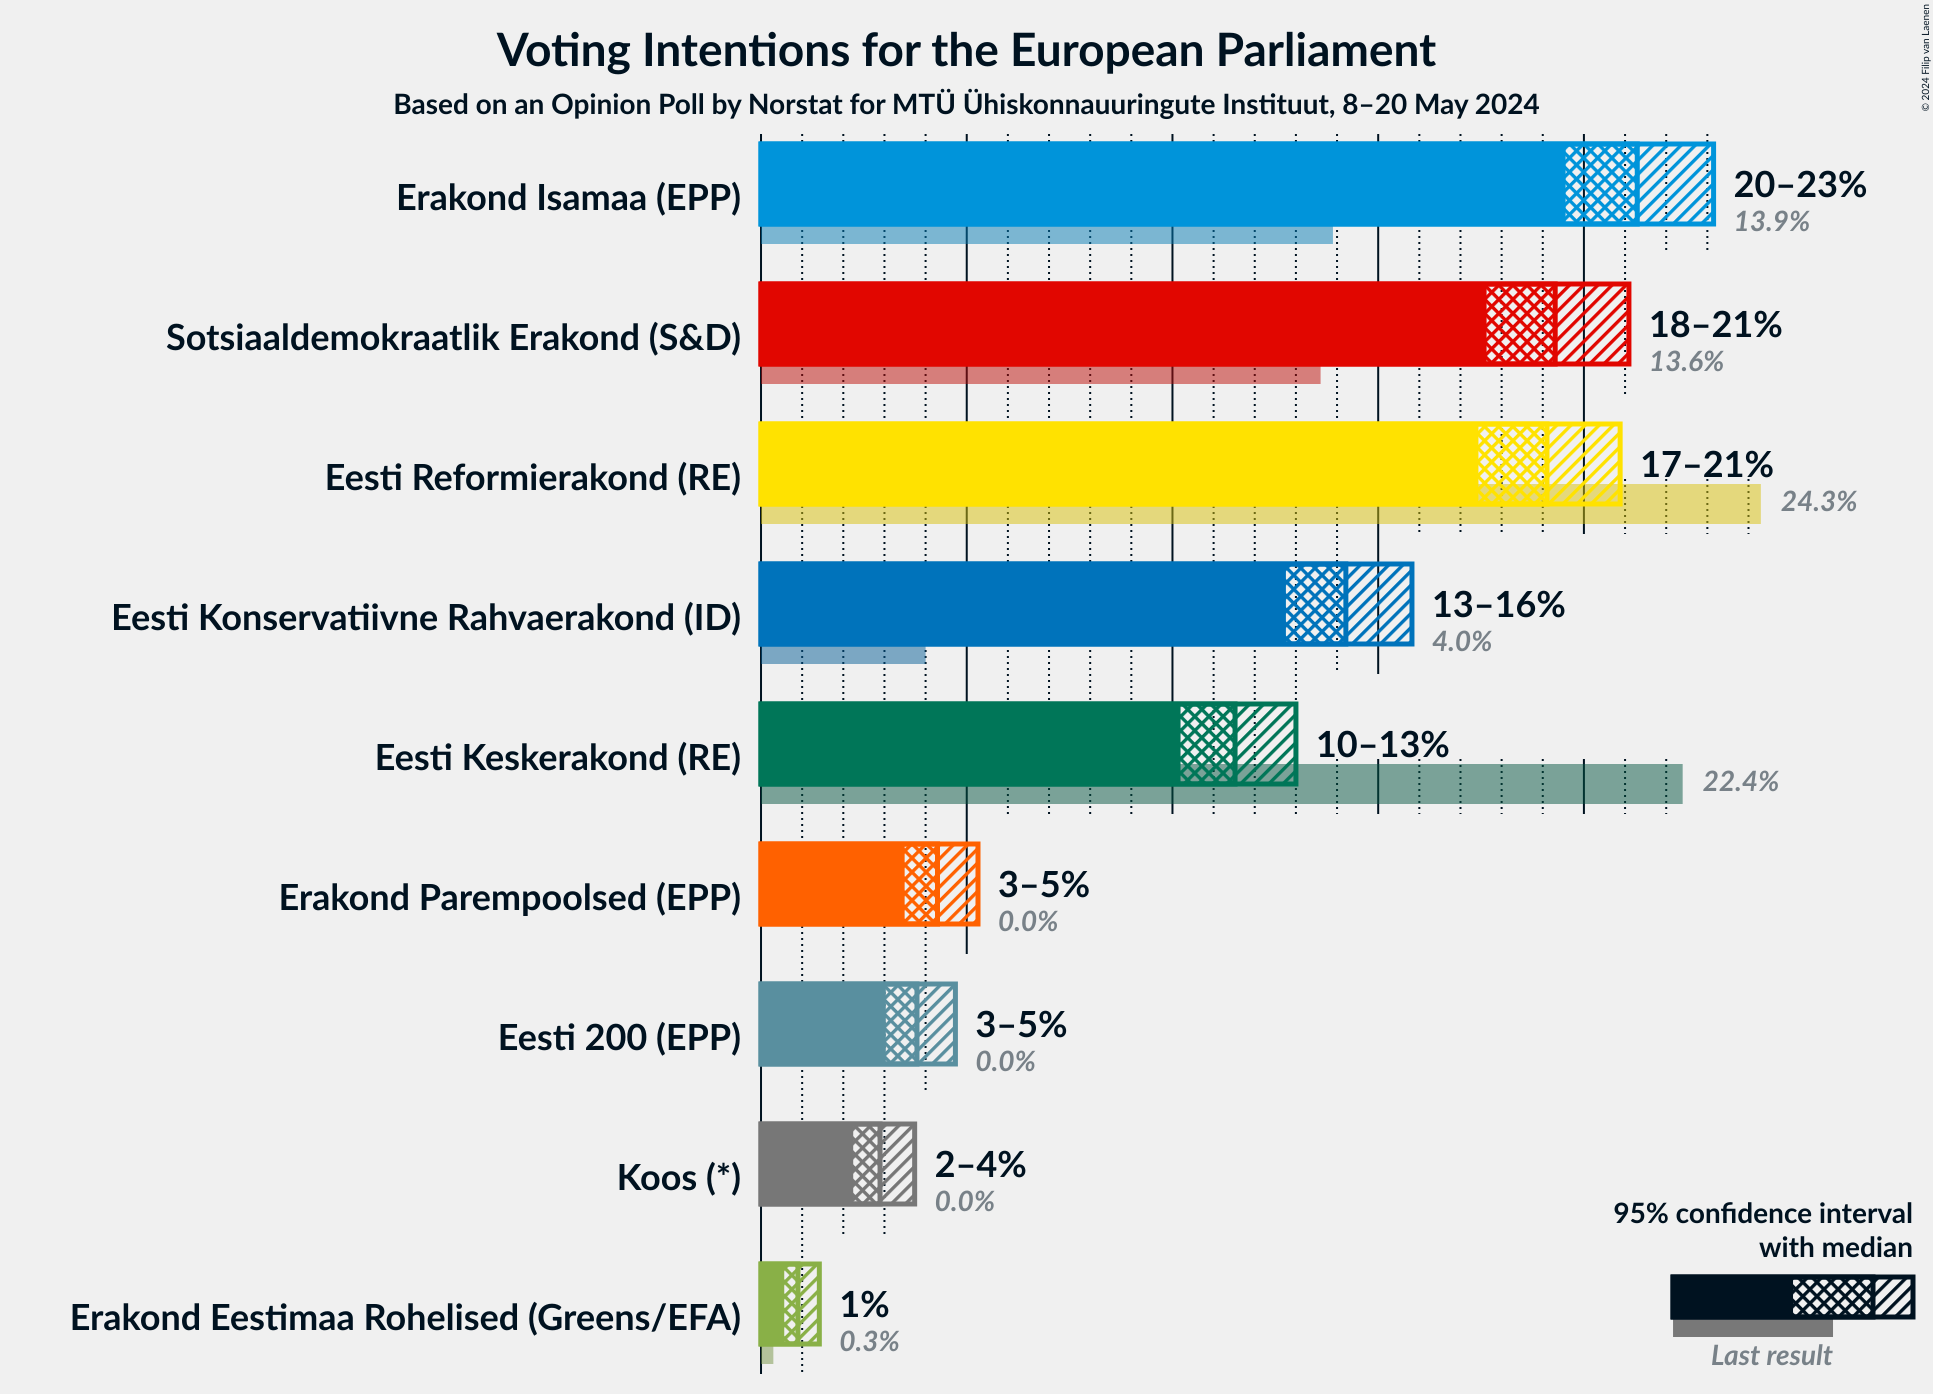 Voting Intentions for the European Parliament
Based on an Opinion Poll by Norstat for MTÜ Ühiskonnauuringute Instituut, 8–20 May 2024
© 2024 Filip van Laenen
Erakond Isamaa (EPP)
20–23%
13.9%
Sotsiaaldemokraatlik Erakond (S&D)
18–21%
13.6%
Eesti Reformierakond (RE)
17–21%
24.3%
Eesti Konservatiivne Rahvaerakond (ID)
13–16%
4.0%
Eesti Keskerakond (RE)
10–13%
22.4%
Erakond Parempoolsed (EPP)
3–5%
0.0%
Eesti 200 (EPP)
3–5%
0.0%
Koos (*)
2–4%
0.0%
Erakond Eestimaa Rohelised (Greens/EFA)
1%
0.3%
95% confidence interval
with median
Last result